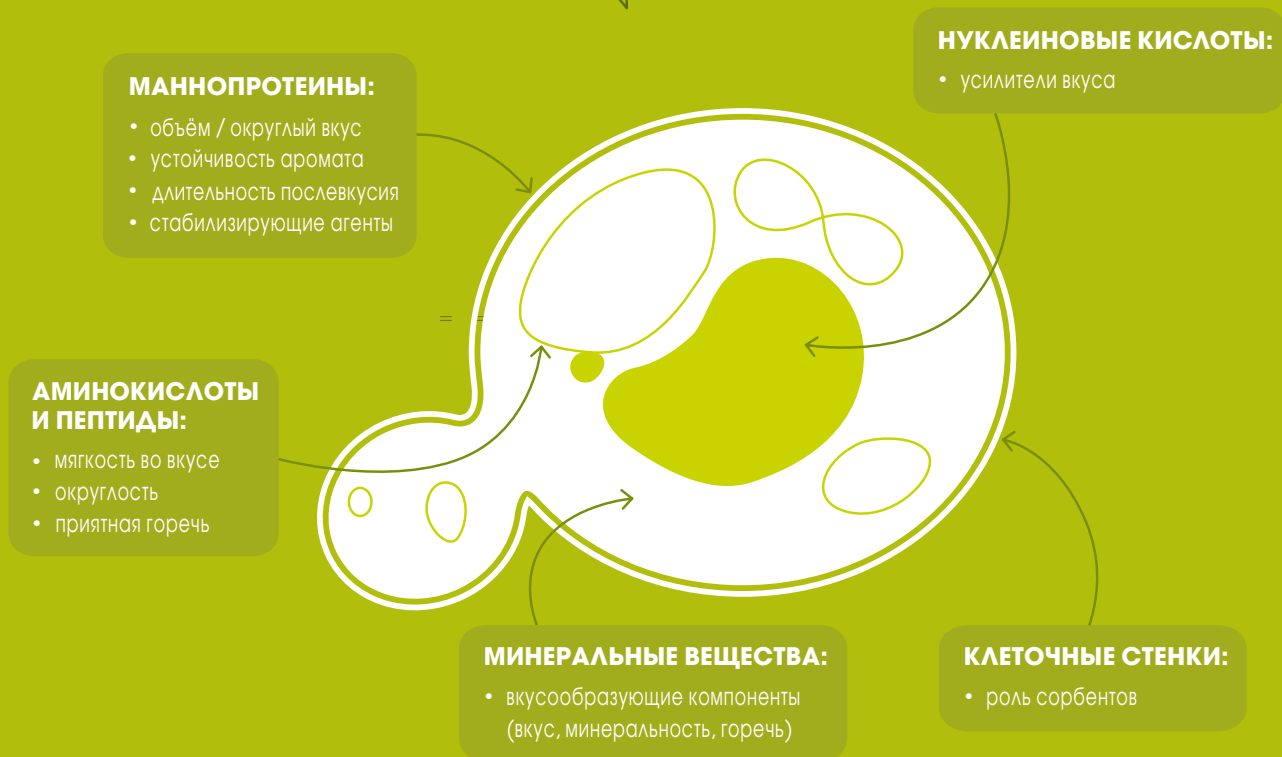 НУКЛЕИНОВЫЕ КИСЛОТЫ:
• усилители вкуса
МАННОПРОТЕИНЫ:
• объём / округлый вкус
• устойчивость аромата
• длительность послевкусия
• стабилизирующие агенты
= =
АМИНОКИСЛОТЫ
И ПЕПТИДЫ:
• мягкость во вкусе
• округлость
• приятная горечь
МИНЕРАЛЬНЫЕ ВЕЩЕСТВА:
• вкусообразующие компоненты
(вкус, минеральность, горечь)
КЛЕТОЧНЫЕ СТЕНКИ:
• роль сорбентов